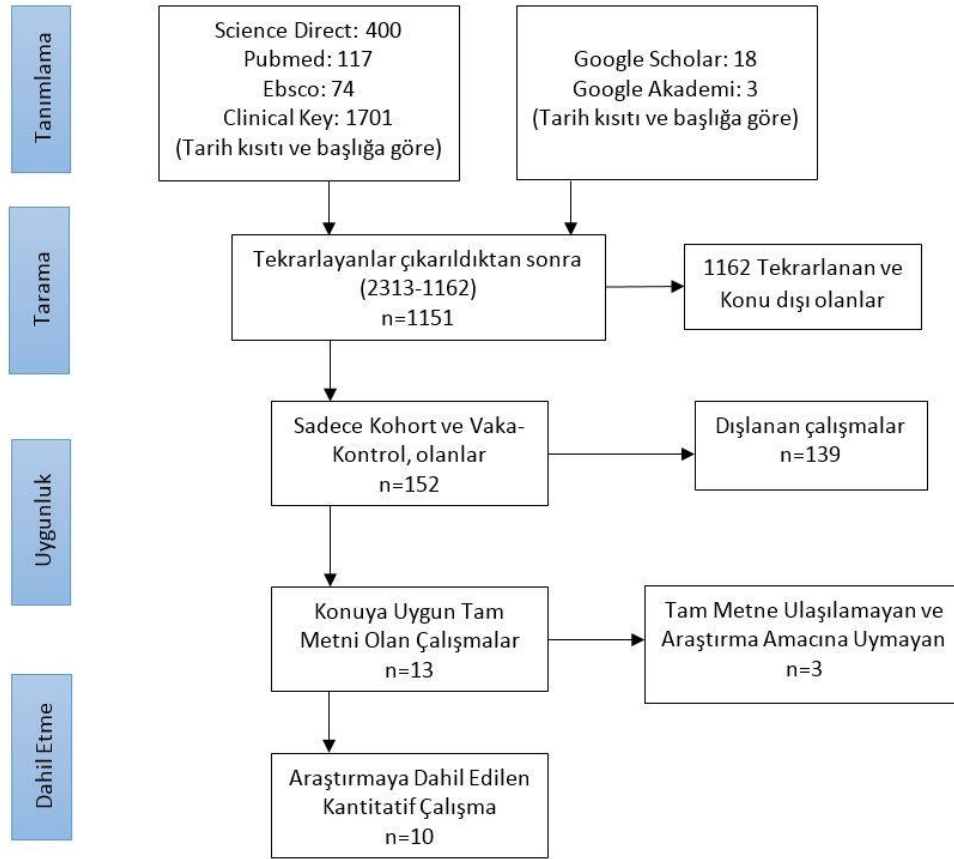 Tanımlama
Science Direct: 400
Pubmed: 117
Ebsco: 74
Clinical Key: 1701
(Tarih kısıtı ve başlığa göre)
Google Scholar: 18
Google Akademi: 3
(Tarih kısıtı ve başlığa göre)
Tarama
Tekrarlayanlar çıkarıldıktan sonra
(2313-1162)
n=1151
1162 Tekrarlanan ve
Konu dışı olanlar
Uygunluk
Sadece Kohort ve Vaka-
Kontrol, olanlar
n=152
Dışlanan çalışmalar
n=139
Konuya Uygun Tam
Metni Olan Çalışmalar
n=13
Tam Metne Ulaşılamayan ve
Araştırma Amacına Uymayan
n=3
Dahil Etme
Araştırmaya Dahil Edilen
Kantitatif Çalışma
n=10